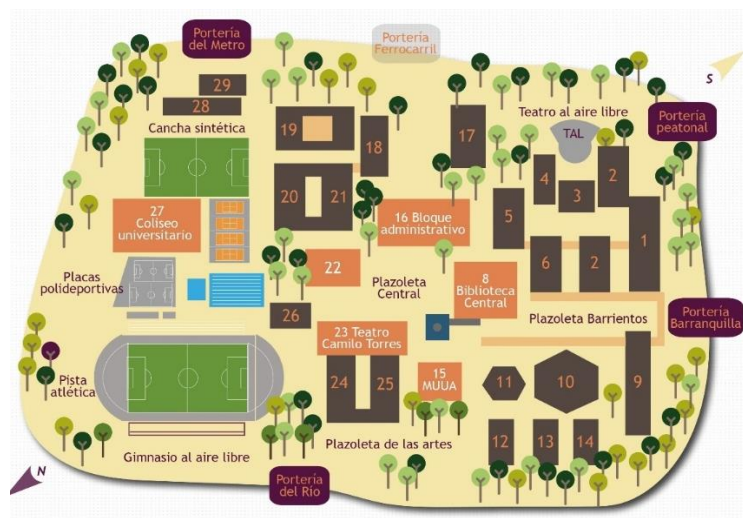 Portería
del Metro
Portería
Ferrocarril
S
29
28
Cancha sintética
19
18
17
Teatro al aire libre
TAL
Portería
peatonal
20
21
4
3
2
5
1
27
Coliseo
universitario
16 Bloque
administrativo
6
2
Placas
polideportivas
22
Plazoleta
Central
8
Biblioteca
Central
26
Plazoleta Barrientos
Portería
Barranquilla
23 Teatro
Camilo Torres
Pista
atlética
24
25
15
MUUA
11
10
9
12
13
14
Gimnasio al aire libre
Plazoleta de las artes
N
Portería
del Río